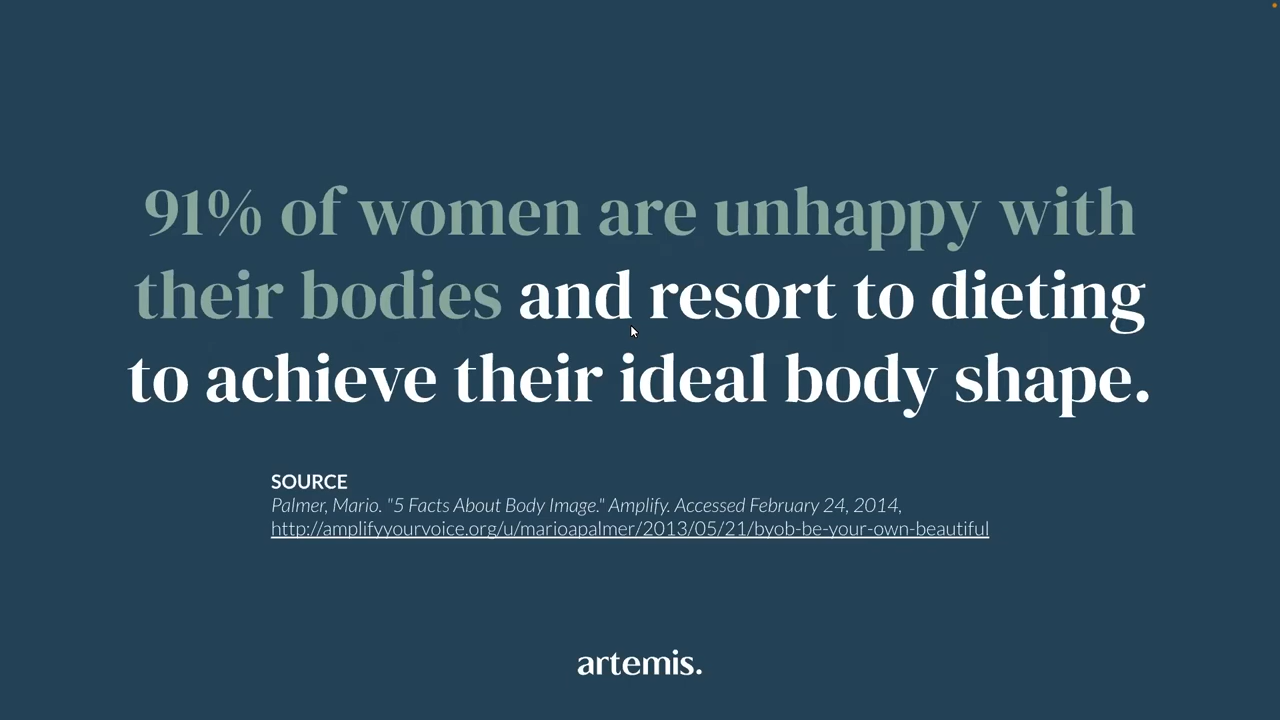 91% of women are unhappy with
their bodies and resort to dieting
to achieve their ideal body shape.
SOURCE
Palmer, Mario. "5 Facts About Body Image." Amplify. Accessed February 24, 2014,
http://amplifyyourvoice.org/u/marioapalmer/2013/05/21/byob-be-your-own-beautiful
artemis.